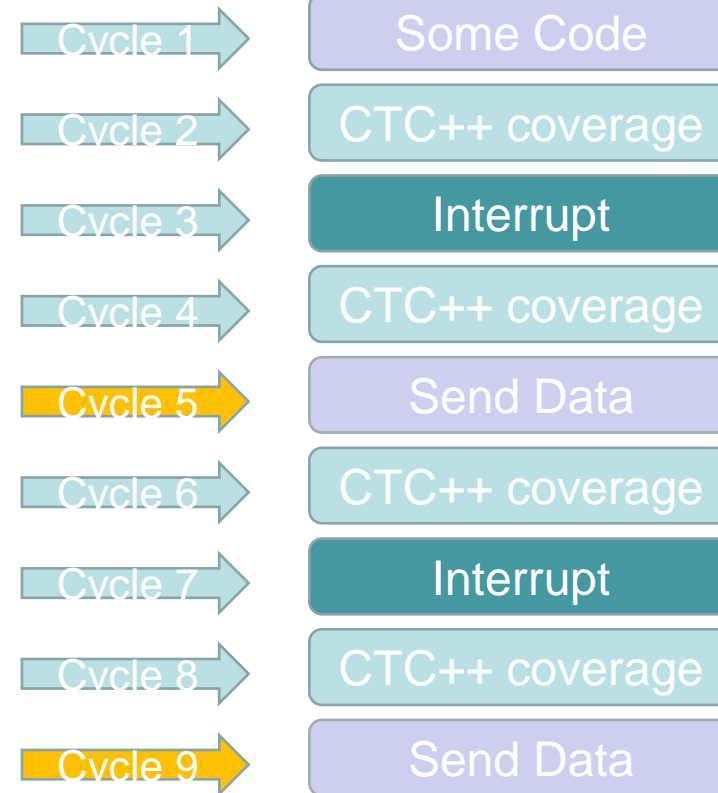 Cycle 1 Some Code
Cycle 2 CTC++ coverage
Cycle 3 Interrupt
Cycle 4 CTC++ coverage
Cycle 5 Send Data
Cycle 6 CTC++ coverage
Cycle 7 Interrupt
Cycle 8 CTC++ coverage
Cycle 9 Send Data